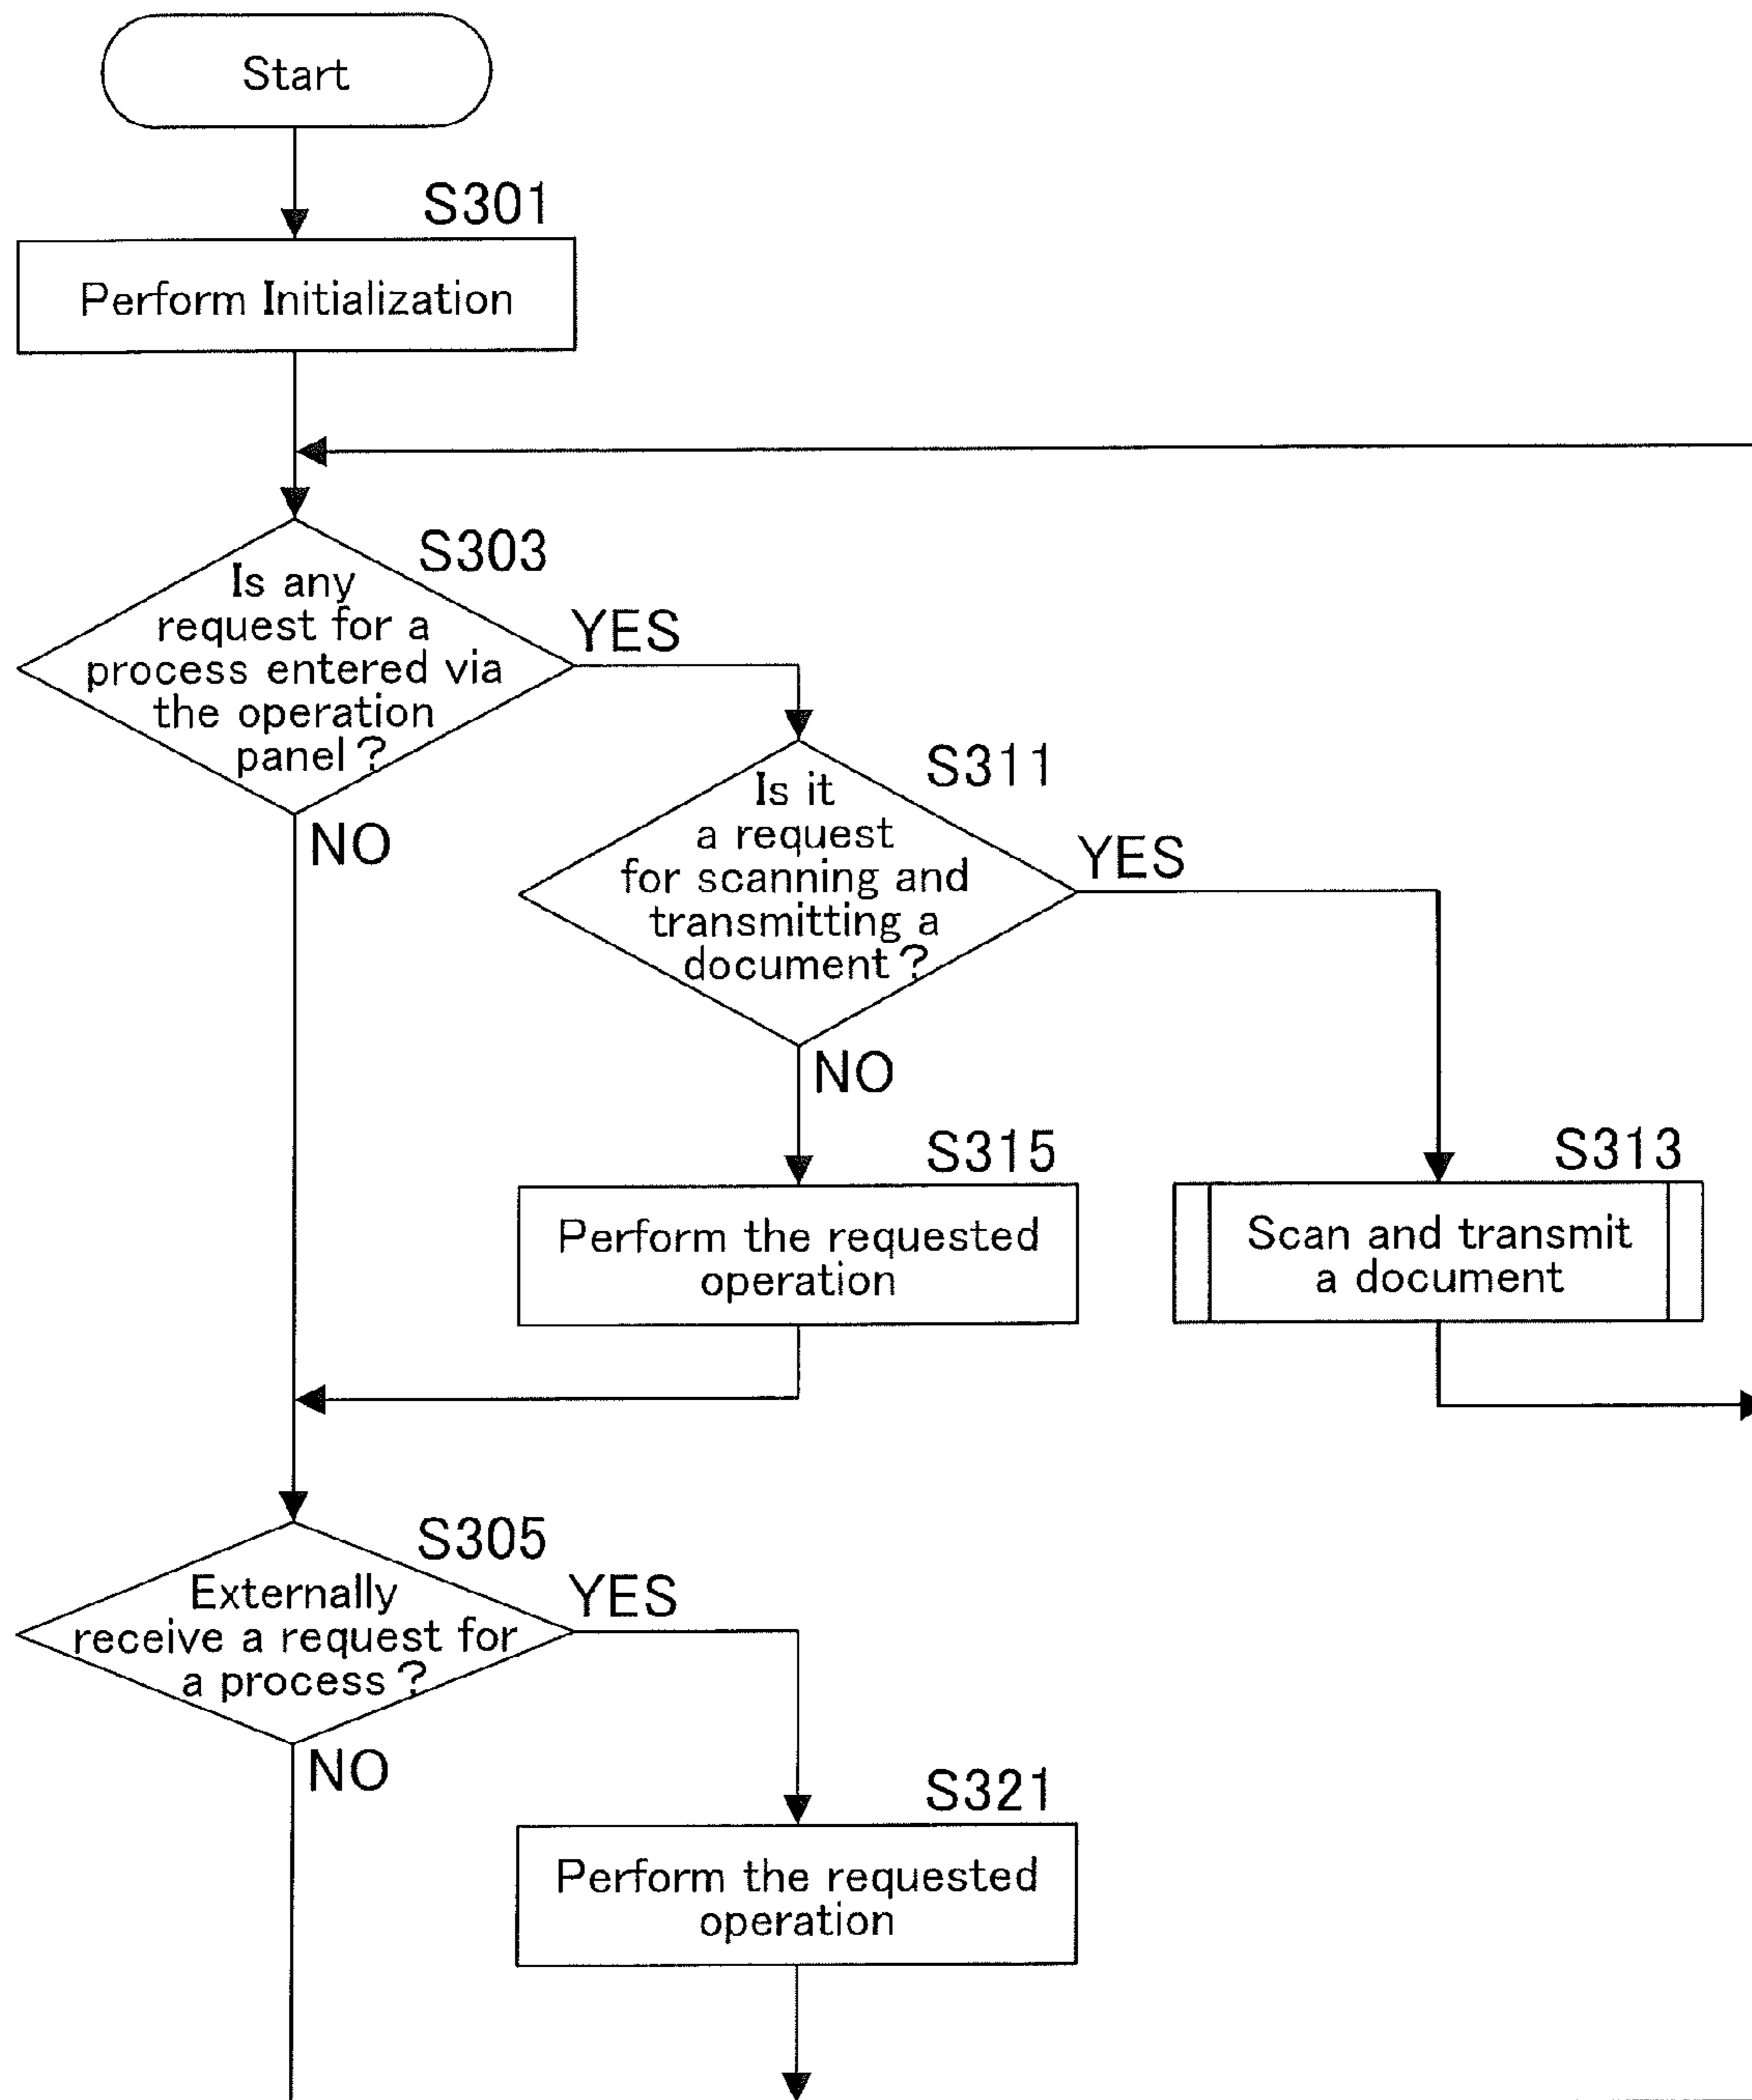 Start
S301
Perform Initialization
S303
Is any
request for a
process entered via
the operation
panel?
YES
NO
S311
Is it
a request
for scanning and
transmitting a
document?
YES
NO
S315
Perform the requested
operation
S313
Scan and transmit
a document
S305
Externally
receive a request for
a process?
YES
NO
S321
Perform the requested
operation